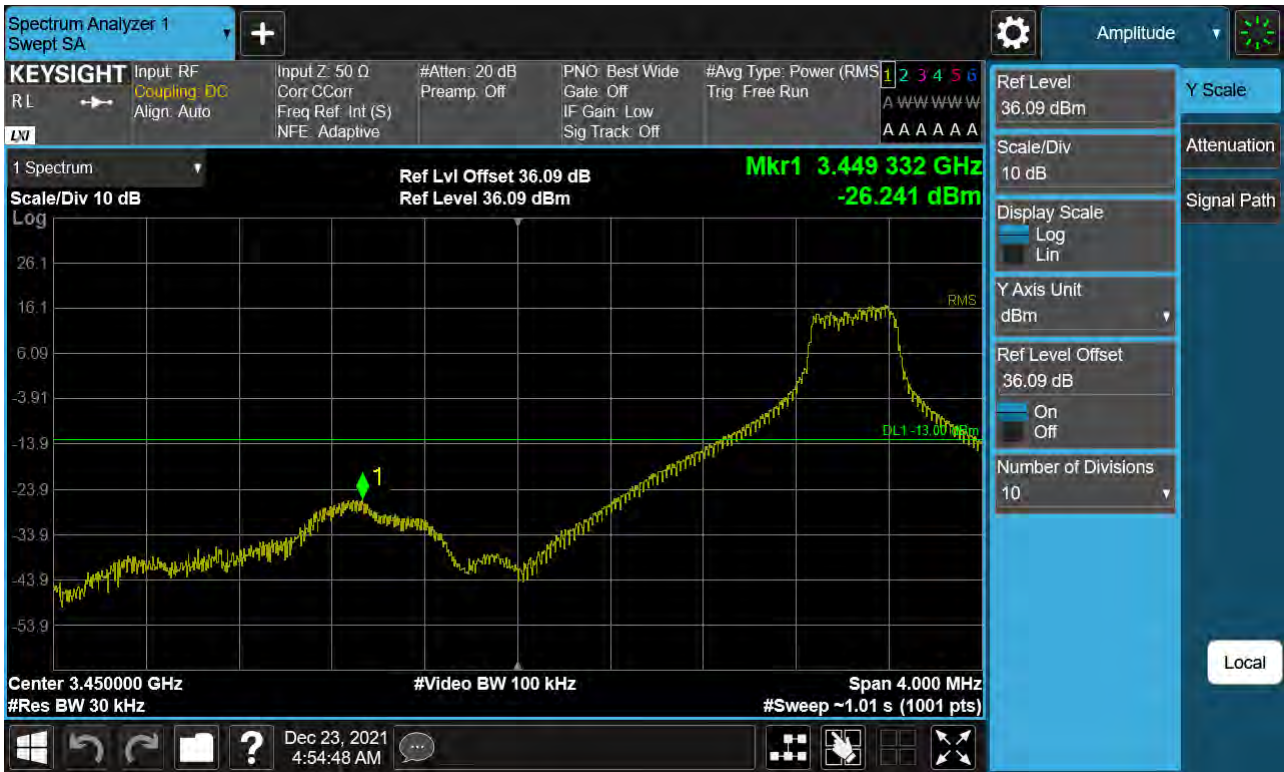 Spectrum Analyzer 1
Swept SA
Amplitude
KEYSIGHT
RL
LXI
Input: RF
Coupling: DC
Align: Auto
Input Z: 50 Ω
Corr CCorr
Freq Ref: Int (S)
NFE: Adaptive
#Atten: 20 dB
Preamp: Off
PNO: Best Wide
Gate: Off
IF Gain: Low
Sig Track: Off
#Avg Type: Power (RMS
Trig: Free Run
1 2 3 4 5 6
A W W W W W
A A A A A A
1 Spectrum
Scale/Div 10 dB
Ref Lvl Offset 36.09 dB
Ref Level 36.09 dBm
Mkr1 3.449 332 GHz
-26.241 dBm
Log
26.1
16.1
6.09
-3.91
-13.9
-23.9
-33.9
-43.9
-53.9
RMS
DL1 -13.00 dBm
1
Center 3.450000 GHz
#Res BW 30 kHz
#Video BW 100 kHz
Span 4.000 MHz
#Sweep ~1.01 s (1001 pts)
Ref Level
36.09 dBm
Scale/Div
10 dB
Display Scale
Log
Lin
Y Axis Unit
dBm
Ref Level Offset
36.09 dB
On
Off
Number of Divisions
10
Y Scale
Attenuation
Signal Path
Local
Dec 23, 2021
4:54:48 AM